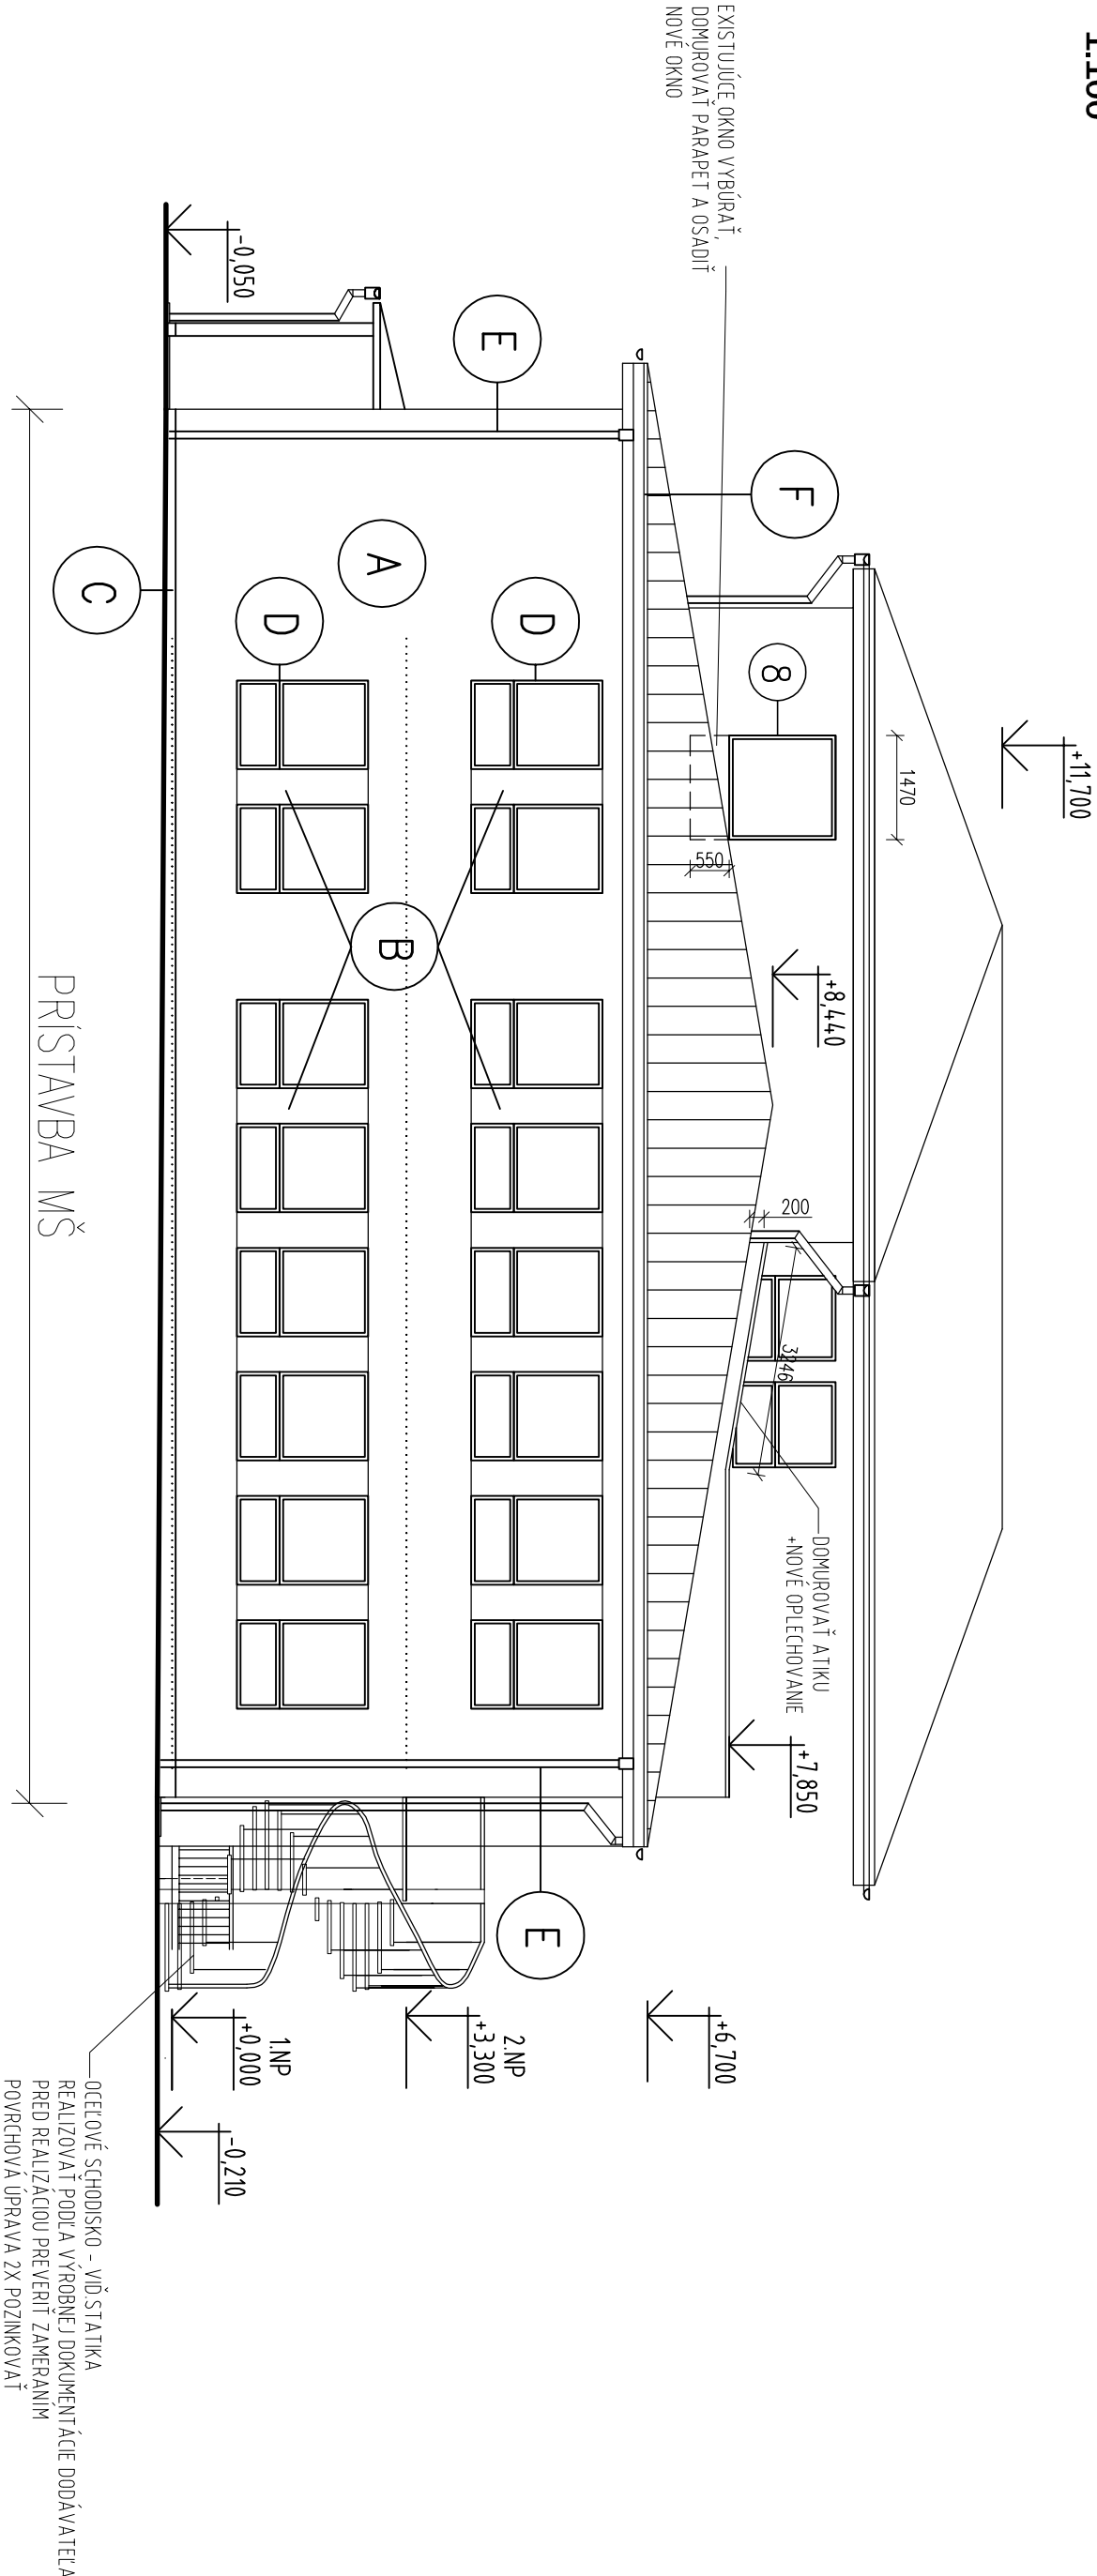 1:100
EXISTUJÚCE OKNO VYBÚRAŤ,
DOMUROVAŤ PARAPET A OSADIŤ
NOVÉ OKNO
+11,700
1470
8
550
+8,440
200
3246
DOMUROVAŤ ATIKU
+NOVÉ OPLECHOVANIE
+7,850
F
E
+6,700
E
D
D
A
B
2.NP
+3,300
1.NP
+0,000
-0,050
-0,210
C
PRÍSTAVBA MŠ
OCEĽOVÉ SCHODISKO - VIĎ.STATIKA
REALIZOVAŤ PODĽA VÝROBNEJ DOKUMENTÁCIE DODÁVATEĽA
PRED REALIZÁCIOU PREVERIŤ ZAMERANÍM
POVRCHOVÁ ÚPRAVA 2X POZINKOVAŤ